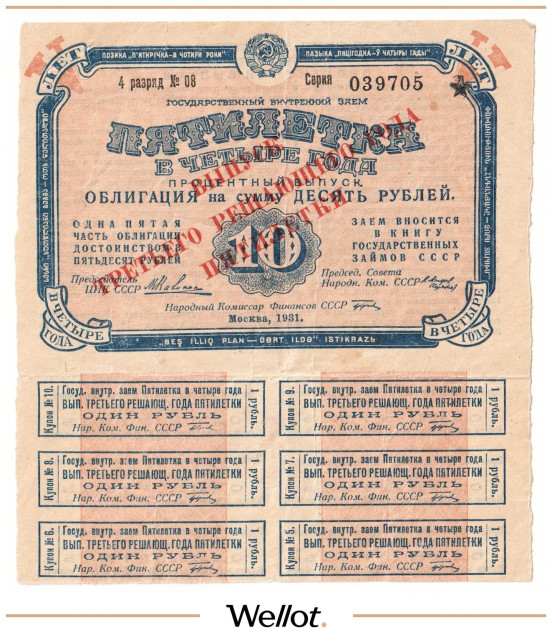 ПОЗИКА „П'ЯТИРІЧКА-В ЧОТИРИ РОКИ"
ПАЗЫКА „ПЯЦІГОДКА-Ў ЧАТЫРЫ ГАДЫ"
V ЛЕТ
V ЛЕТ
4 разряд № 08
Серия 039705
ГОСУДАРСТВЕННЫЙ ВНУТРЕННИЙ ЗАЕМ
ПЯТИЛЕТКА
В ЧЕТЫРЕ ГОДА
ПРОЦЕНТНЫЙ ВЫПУСК.
ОБЛИГАЦИЯ на сумму ДЕСЯТЬ РУБЛЕЙ.
ВЫПУСК
ТРЕТЬЕГО РЕШАЮЩЕГО ГОДА
ПЯТИЛЕТКИ
ОДНА ПЯТАЯ
ЧАСТЬ ОБЛИГАЦИИ
ДОСТОИНСТВОМ В
ПЯТЬДЕСЯТ РУБЛЕЙ
10
ЗАЕМ ВНОСИТСЯ
В КНИГУ
ГОСУДАРСТВЕННЫХ
ЗАЙМОВ СССР
Председатель
ЦИК СССР
Председ. Совета
Народн. Ком. СССР
Народный Комиссар Финансов СССР
Москва, 1931.
В ЧЕТЫРЕ
ГОДА
В ЧЕТЫРЕ
ГОДА
"BEŞ ILLIQ PLAN — DƏRT ILDƏ" ISTIKRAZЬ
Купон № 10.
Госуд. внутр. заем Пятилетка в четыре года
ВЫП. ТРЕТЬЕГО РЕШАЮЩ. ГОДА ПЯТИЛЕТКИ
ОДИН РУБЛЬ
Нар. Ком. Фин. СССР
1 рубль.
Купон № 9.
Госуд. внутр. заем Пятилетка в четыре года
ВЫП. ТРЕТЬЕГО РЕШАЮЩ. ГОДА ПЯТИЛЕТКИ
ОДИН РУБЛЬ
Нар. Ком. Фин. СССР
1 рубль.
Купон № 8.
Госуд. внутр. заем Пятилетка в четыре года
ВЫП. ТРЕТЬЕГО РЕШАЮЩ. ГОДА ПЯТИЛЕТКИ
ОДИН РУБЛЬ
Нар. Ком. Фин. СССР
1 рубль.
Купон № 7.
Госуд. внутр. заем Пятилетка в четыре года
ВЫП. ТРЕТЬЕГО РЕШАЮЩ. ГОДА ПЯТИЛЕТКИ
ОДИН РУБЛЬ
Нар. Ком. Фин. СССР
1 рубль.
Купон № 6.
Госуд. внутр. заем Пятилетка в четыре года
ВЫП. ТРЕТЬЕГО РЕШАЮЩ. ГОДА ПЯТИЛЕТКИ
ОДИН РУБЛЬ
Нар. Ком. Фин. СССР
1 рубль.
Купон № 5.
Госуд. внутр. заем Пятилетка в четыре года
ВЫП. ТРЕТЬЕГО РЕШАЮЩ. ГОДА ПЯТИЛЕТКИ
ОДИН РУБЛЬ
Нар. Ком. Фин. СССР
1 рубль.
Wellot.